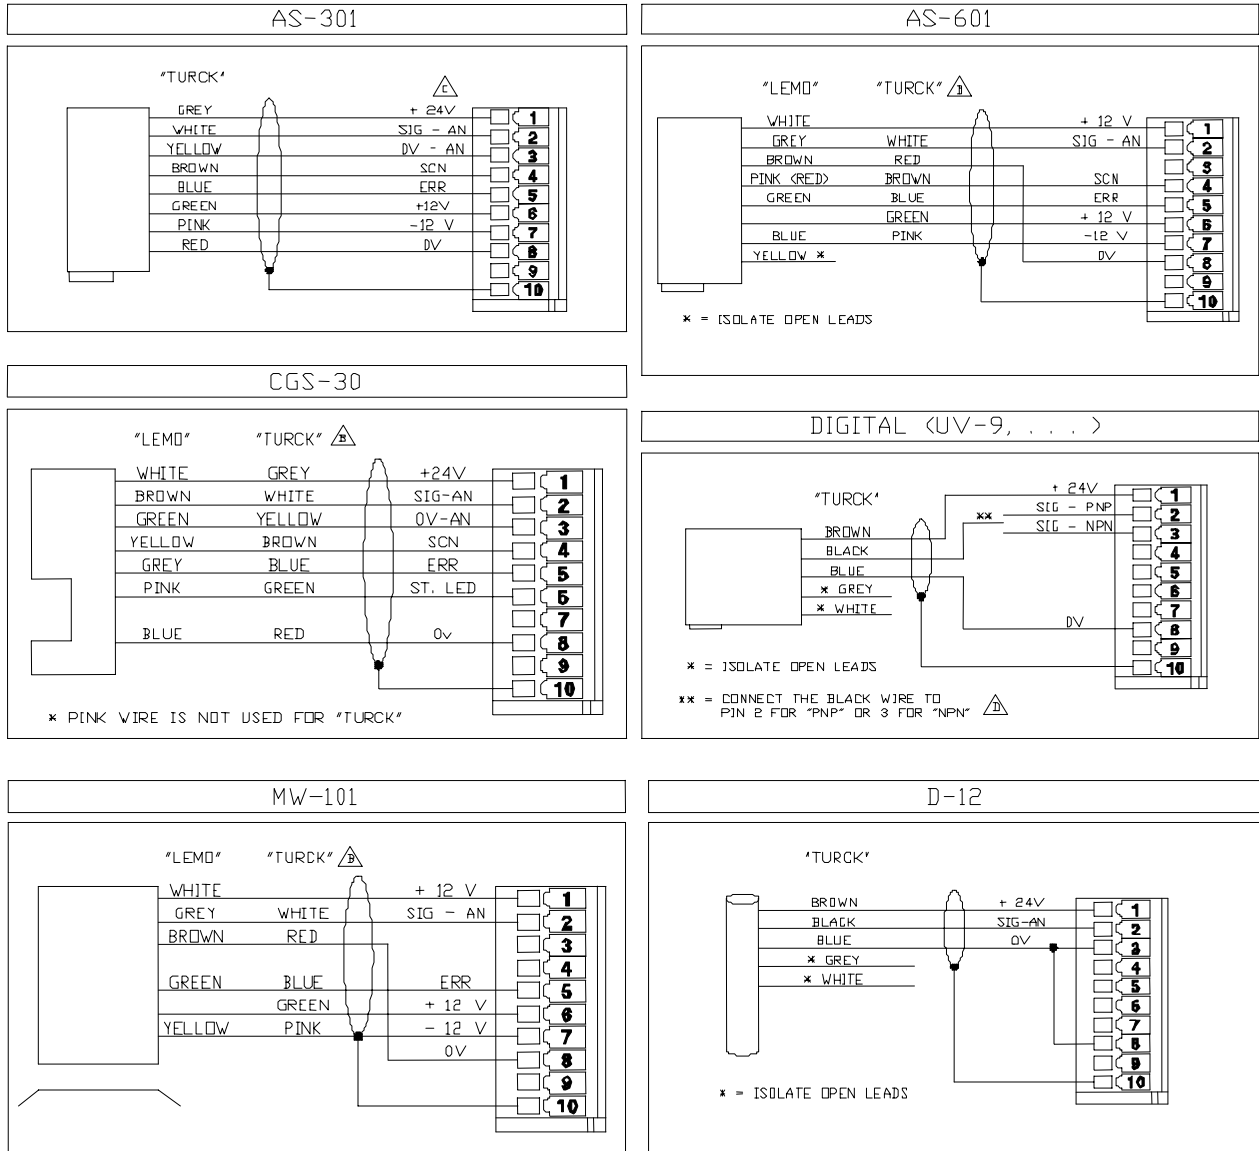 AS-301
"TURCK"
C
GREY + 24V 1
WHITE SIG - AN 2
YELLOW 0V - AN 3
BROWN SCN 4
BLUE ERR 5
GREEN +12V 6
PINK -12 V 7
RED 0V 8
9
10
AS-601
"LEMO" "TURCK" B
WHITE + 12 V 1
GREY WHITE SIG - AN 2
BROWN RED 3
PINK (RED) BROWN SCN 4
GREEN BLUE ERR 5
GREEN + 12 V 6
BLUE PINK -12 V 7
YELLOW * 0V 8
9
10
* = ISOLATE OPEN LEADS
CGS-30
"LEMO" "TURCK" B
WHITE GREY +24V 1
BROWN WHITE SIG-AN 2
GREEN YELLOW 0V-AN 3
YELLOW BROWN SCN 4
GREY BLUE ERR 5
PINK GREEN ST. LED 6
7
BLUE RED 0v 8
9
10
* PINK WIRE IS NOT USED FOR "TURCK"
DIGITAL (UV-9, . . . . )
"TURCK"
+ 24V 1
** SIG - PNP 2
BROWN SIG - NPN 3
BLACK 4
BLUE 5
* GREY 6
* WHITE 7
0V 8
9
10
* = ISOLATE OPEN LEADS
** = CONNECT THE BLACK WIRE TO
PIN 2 FOR "PNP" OR 3 FOR "NPN" D
MW-101
"LEMO" "TURCK" B
WHITE + 12 V 1
GREY WHITE SIG - AN 2
BROWN RED 3
4
GREEN BLUE ERR 5
GREEN + 12 V 6
YELLOW PINK - 12 V 7
0V 8
9
10
D-12
"TURCK"
BROWN + 24V 1
BLACK SIG-AN 2
BLUE 0V 3
* GREY 4
* WHITE 5
6
7
8
9
10
* = ISOLATE OPEN LEADS